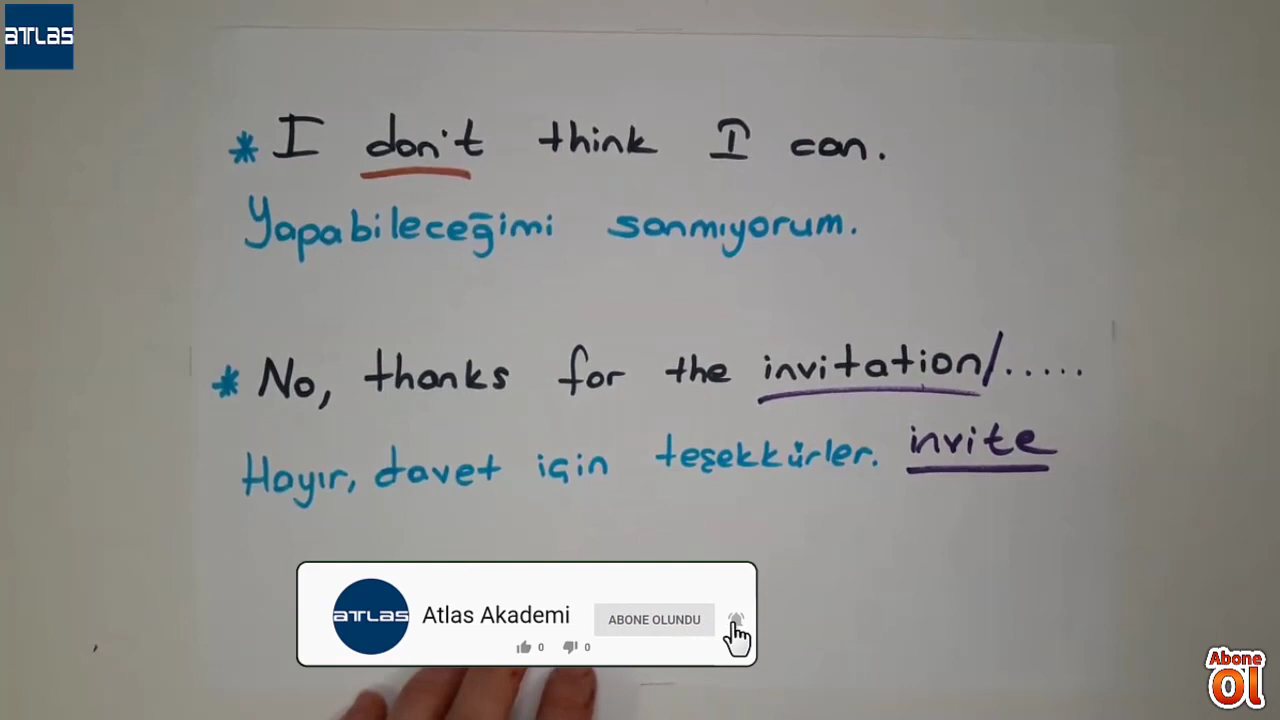 ATLAS
* I don't think I can.
Yapabileceğimi sanmıyorum.
* No, thanks for the invitation/.....
Hayır, davet için teşekkürler. invite
ATLAS
Atlas Akademi
ABONE OLUNDU
0 0
Abone
Ol